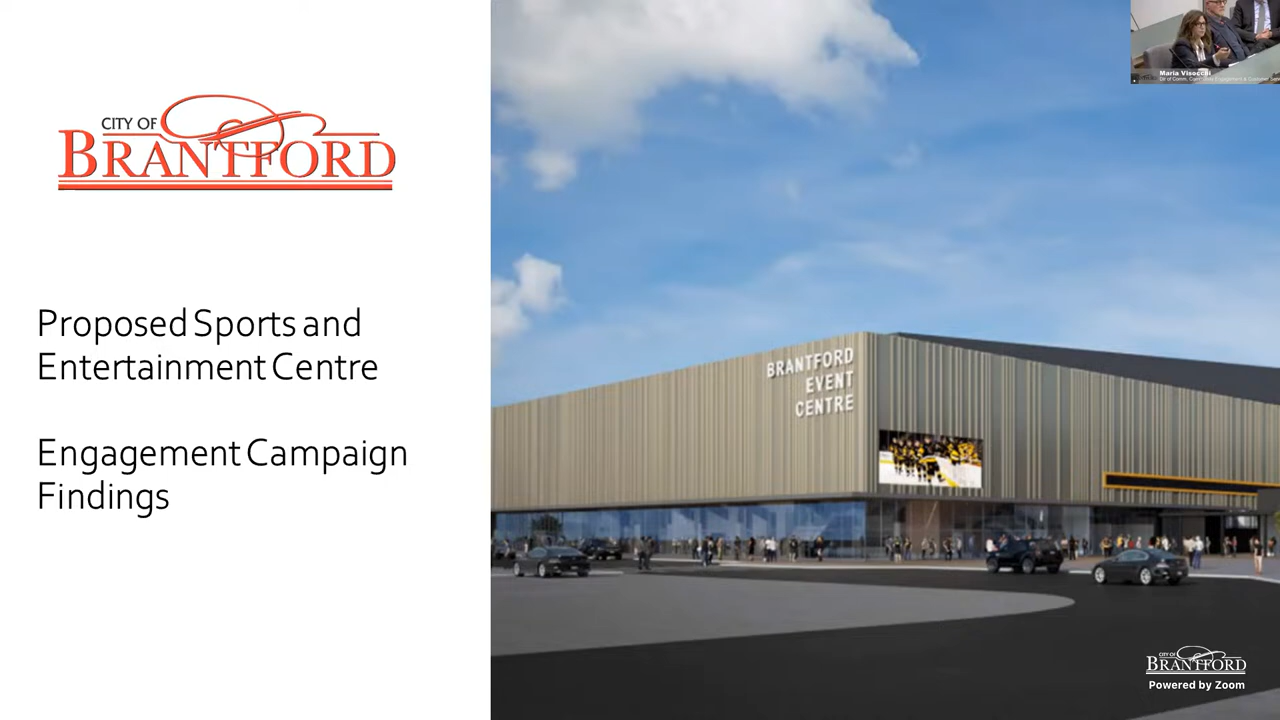 CITY OF
BRANTFORD
Proposed Sports and
Entertainment Centre
Engagement Campaign
Findings
BRANTFORD
EVENT
CENTRE
Maria Visocchi
CITY OF
BRANTFORD
Powered by Zoom